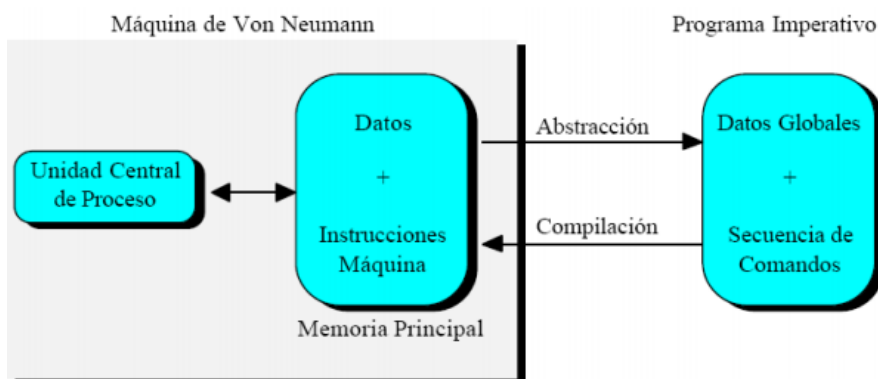 Máquina de Von Neumann
Programa Imperativo
Unidad Central
de Proceso
Datos
+
Instrucciones
Máquina
Memoria Principal
Abstracción
Compilación
Datos Globales
+
Secuencia de
Comandos